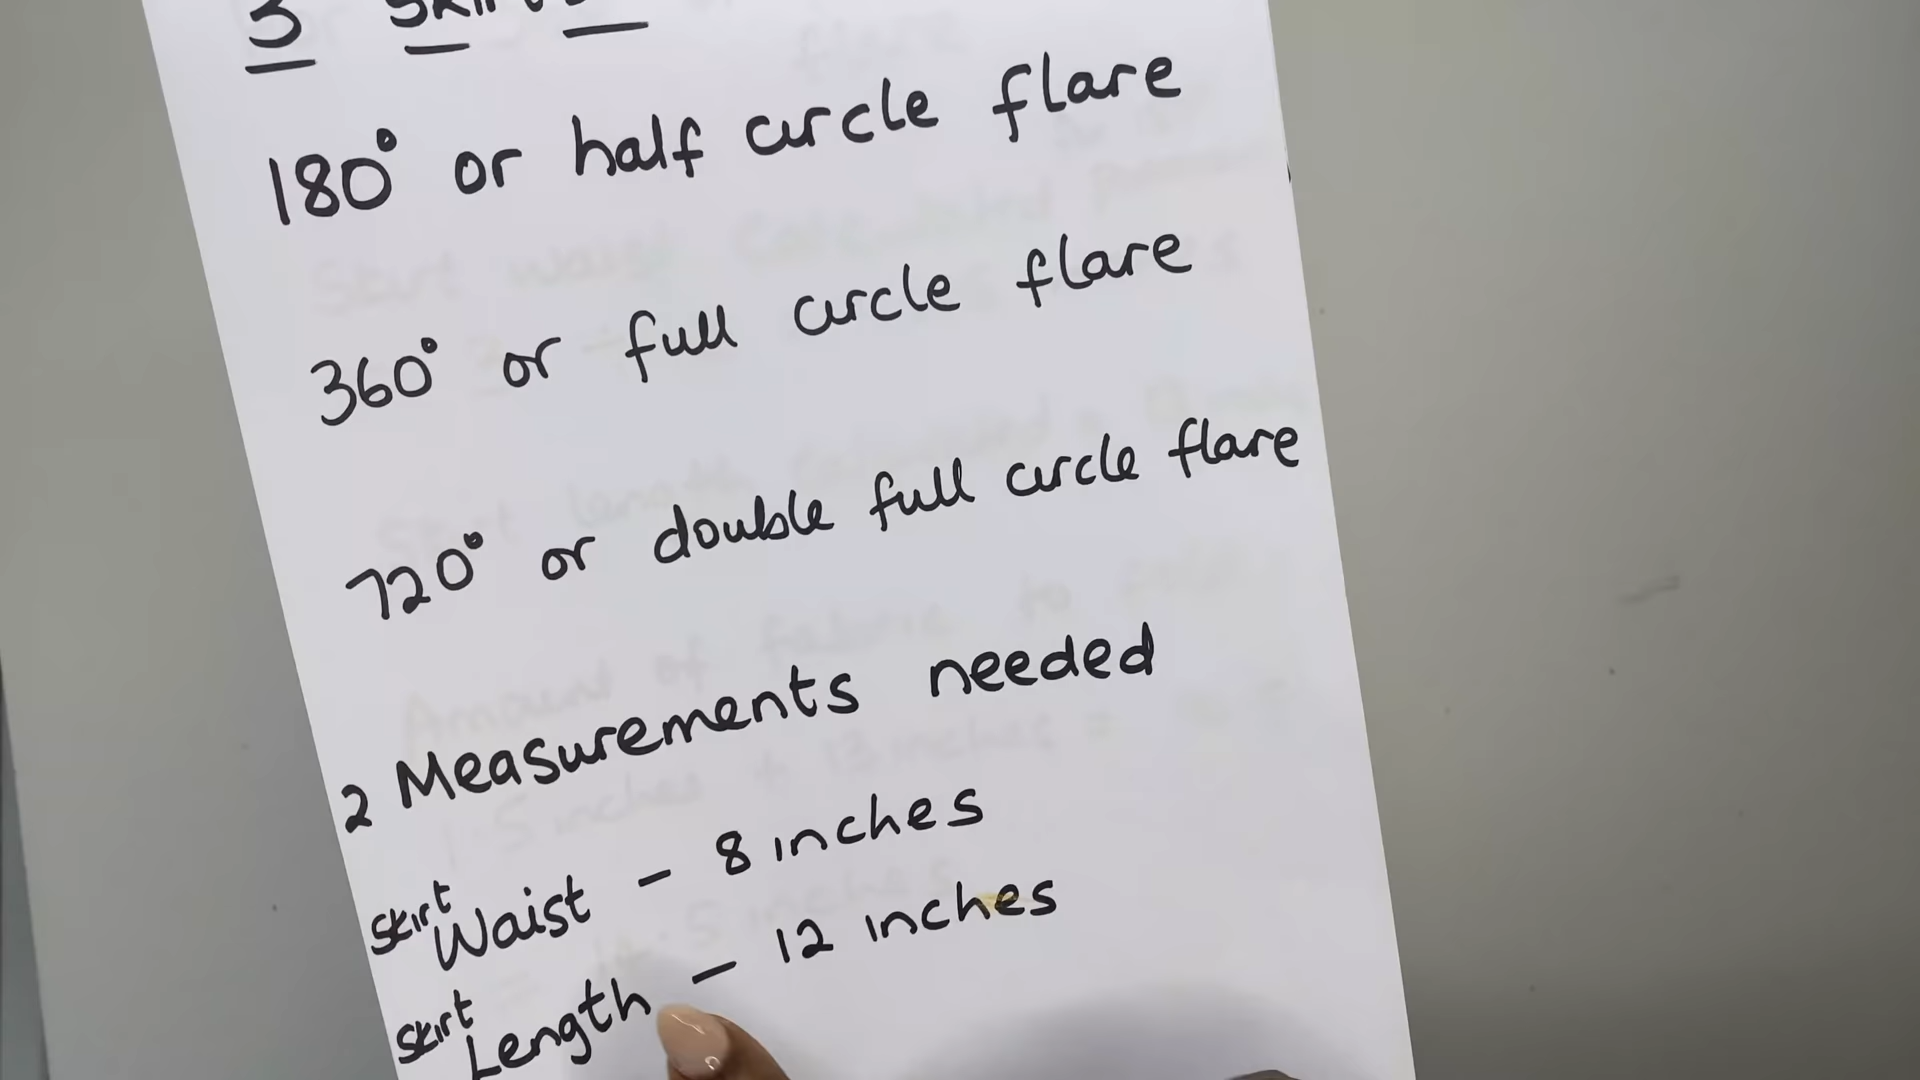 3
180° or half circle flare
360° or full circle flare
720° or double full circle flare
2 Measurements needed
Skirt Waist - 8 inches
Skirt Length - 12 inches